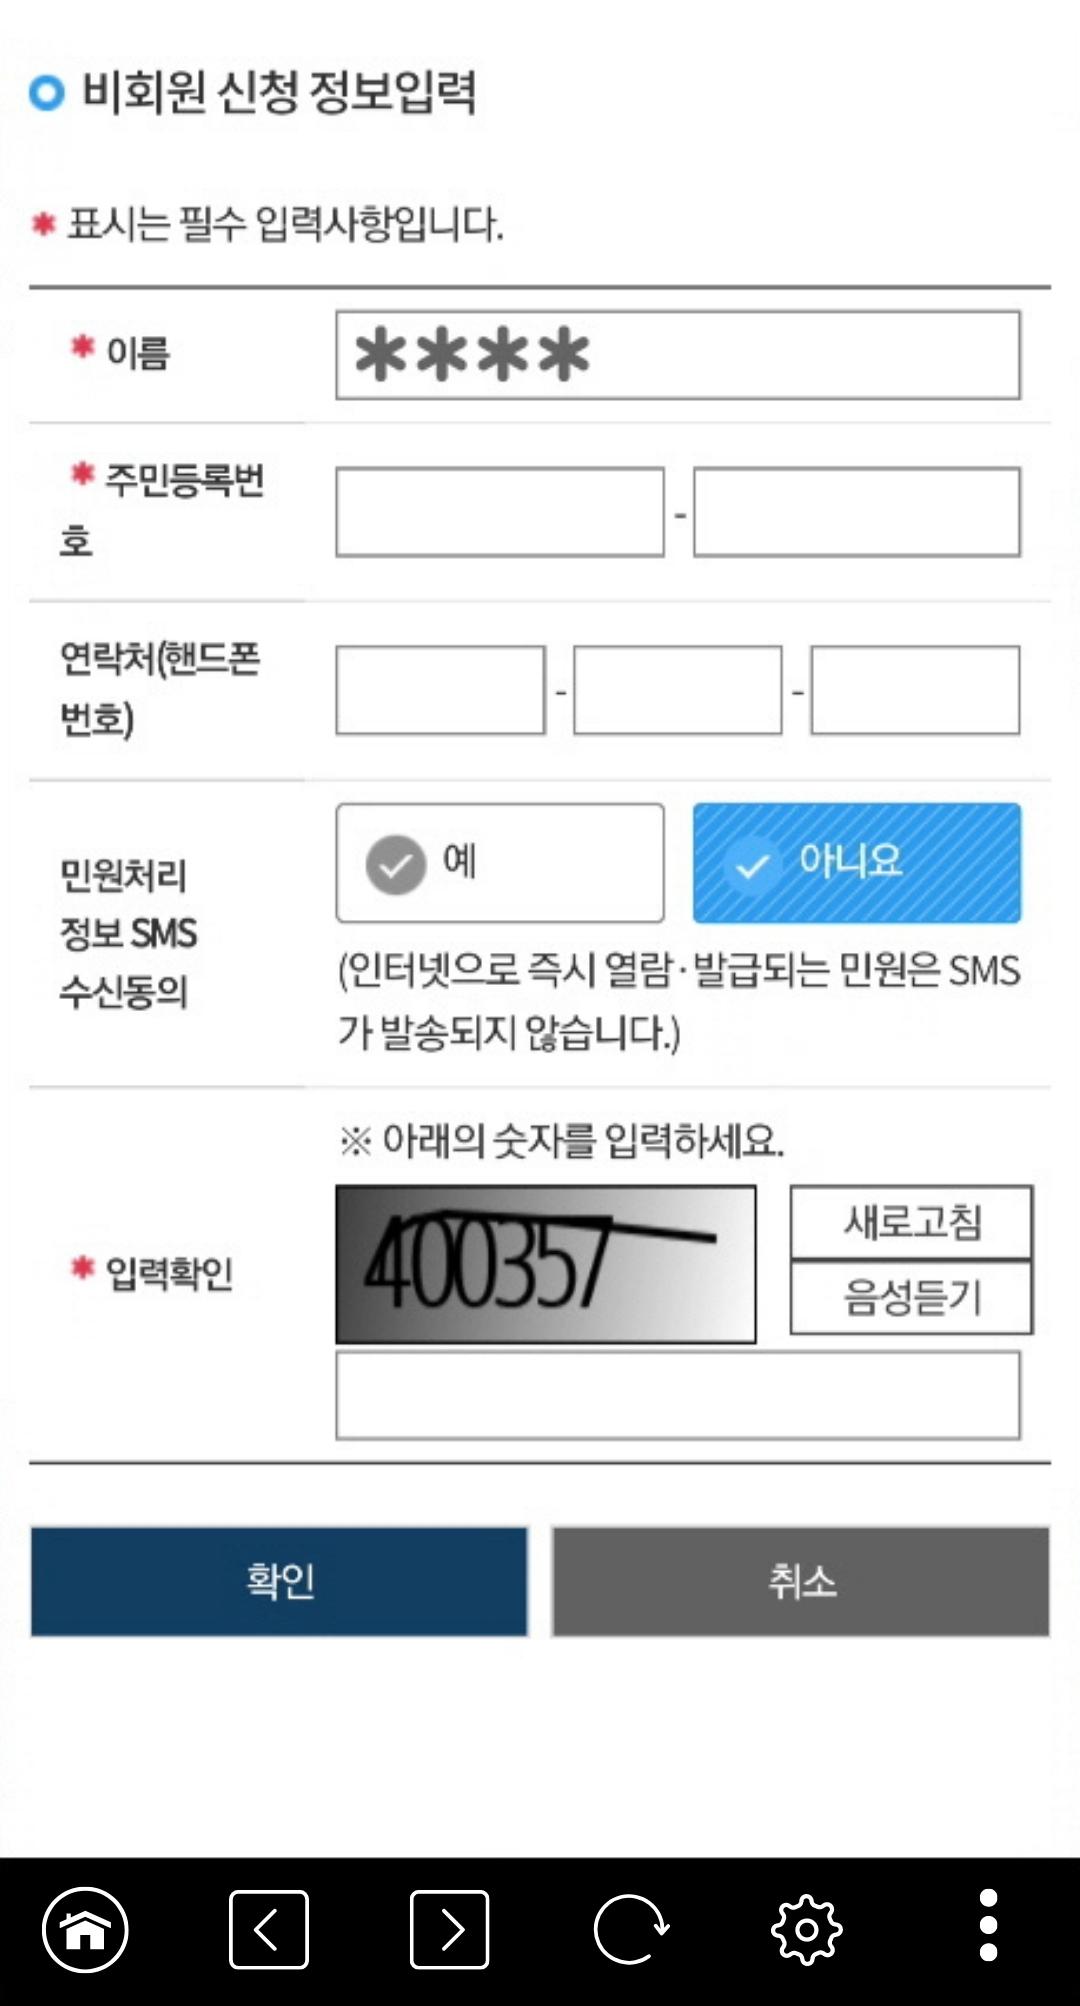 비회원 신청 정보입력
* 표시는 필수 입력사항입니다.
* 이름
****
* 주민등록번
호
-
연락처(핸드폰
번호)
- -
민원처리
정보 SMS
수신동의
예
아니요
(인터넷으로 즉시 열람·발급되는 민원은 SMS
가 발송되지 않습니다.)
* 입력확인
※ 아래의 숫자를 입력하세요.
400357
새로고침
음성듣기
확인
취소